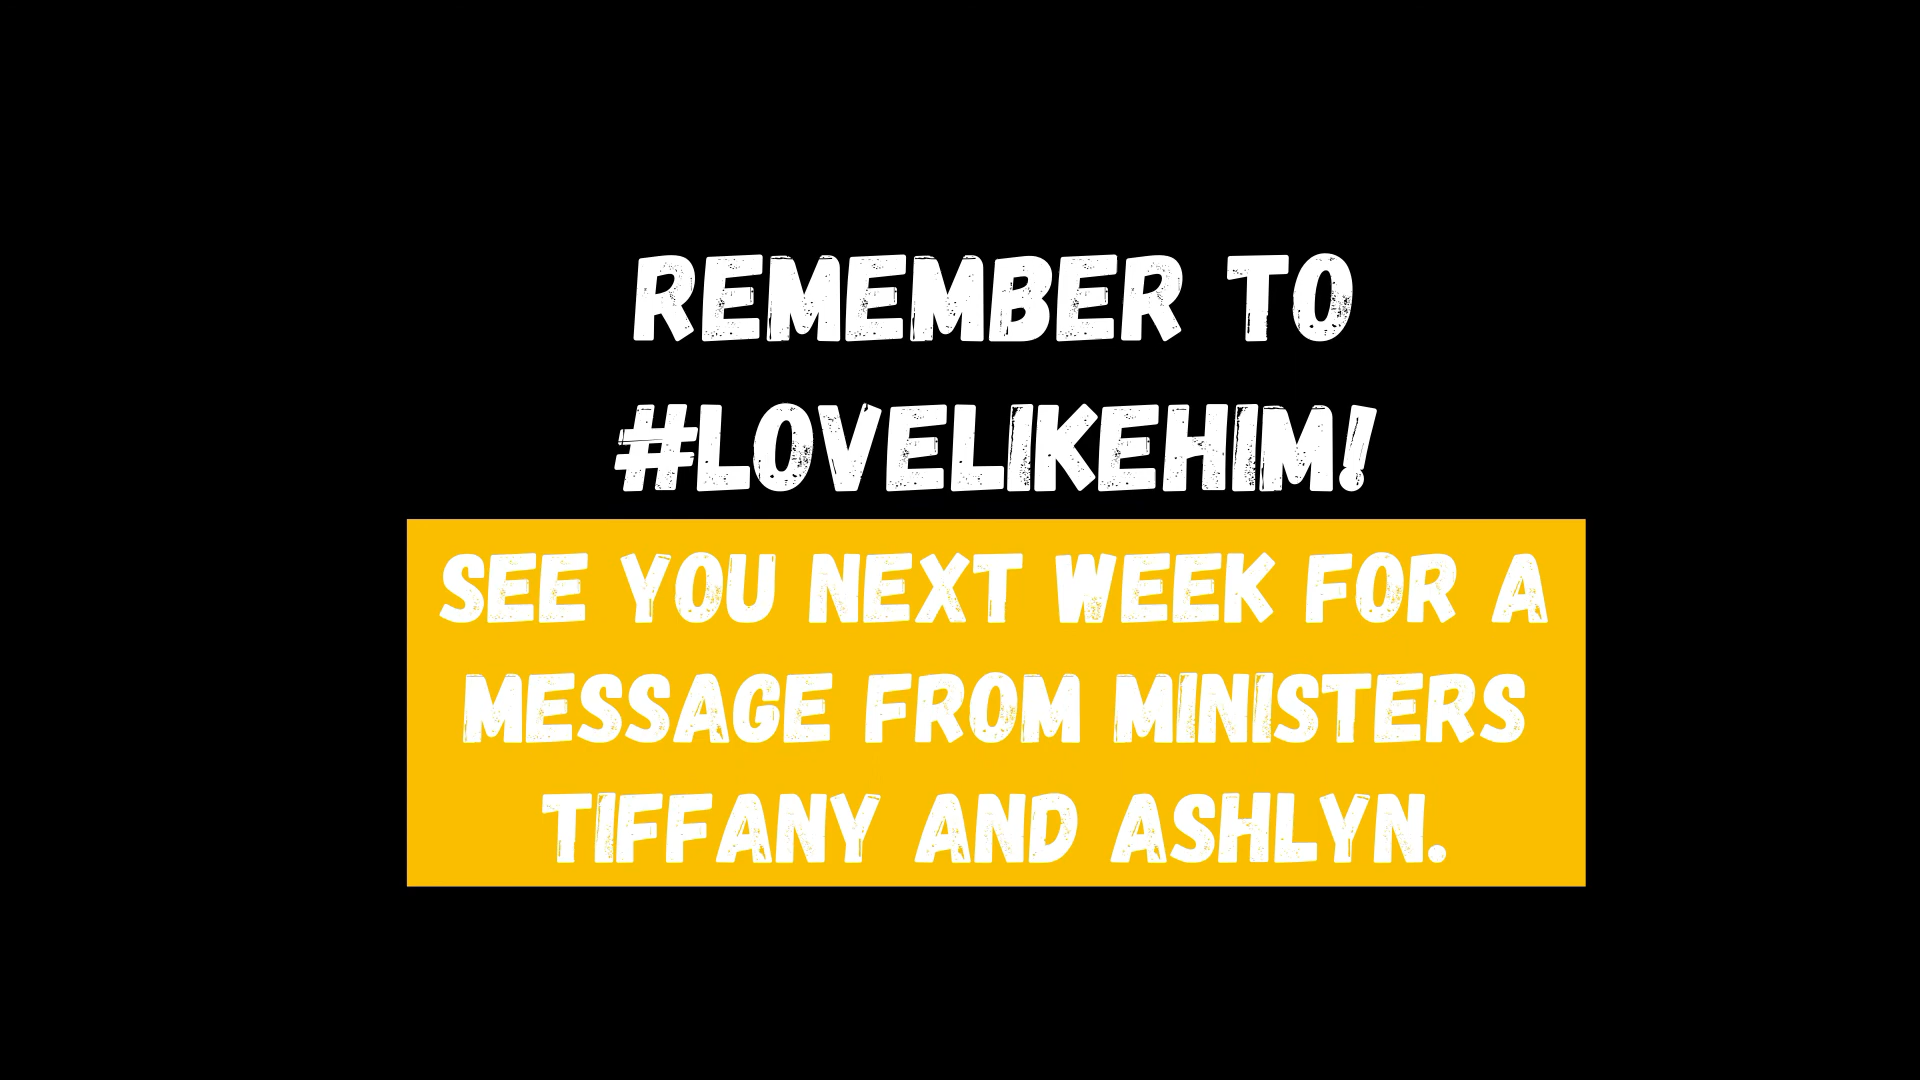 REMEMBER TO
#LOVELIKEHIM!
SEE YOU NEXT WEEK FOR A
MESSAGE FROM MINISTERS
TIFFANY AND ASHLYN.